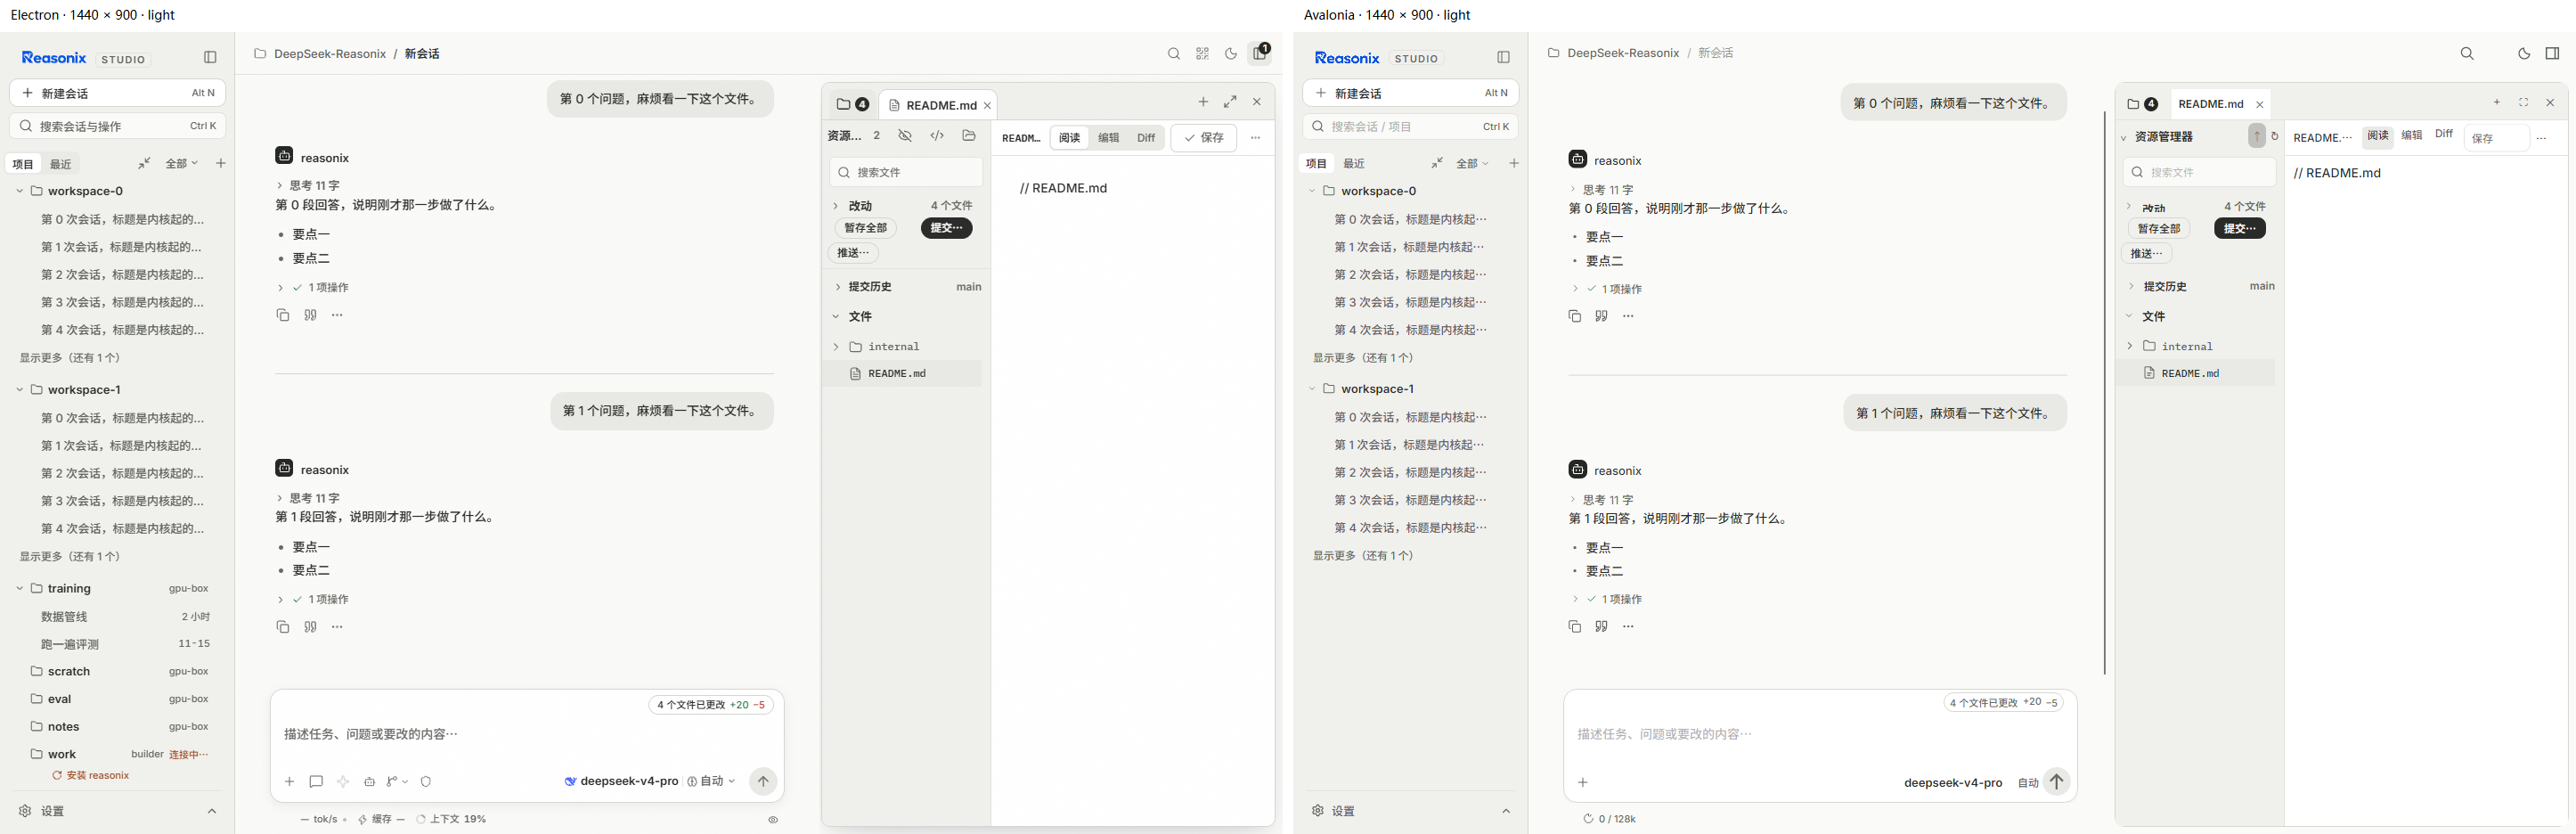 Electron · 1440 × 900 · light
Reasonix STUDIO
新建会话 Alt N
搜索会话与操作 Ctrl K
项目 最近 全部
workspace-0
第 0 次会话，标题是内核起的...
第 1 次会话，标题是内核起的...
第 2 次会话，标题是内核起的...
第 3 次会话，标题是内核起的...
第 4 次会话，标题是内核起的...
显示更多（还有 1 个）
workspace-1
第 0 次会话，标题是内核起的...
第 1 次会话，标题是内核起的...
第 2 次会话，标题是内核起的...
第 3 次会话，标题是内核起的...
第 4 次会话，标题是内核起的...
显示更多（还有 1 个）
training gpu-box
数据管线 2 小时
跑一遍评测 11-15
scratch gpu-box
eval gpu-box
notes gpu-box
work builder 连接中···
安装 reasonix
设置
DeepSeek-Reasonix / 新会话
1
第 0 个问题，麻烦看一下这个文件。
reasonix
思考 11 字
第 0 段回答，说明刚才那一步做了什么。
• 要点一
• 要点二
1 项操作
第 1 个问题，麻烦看一下这个文件。
reasonix
思考 11 字
第 1 段回答，说明刚才那一步做了什么。
• 要点一
• 要点二
1 项操作
4 个文件已更改 +20 −5
描述任务、问题或要改的内容···
deepseek-v4-pro 自动
— tok/s 缓存 — 上下文 19%
4 README.md
资源... 2
搜索文件
改动 4 个文件
暂存全部 提交···
推送···
提交历史 main
文件
internal
README.md
READM... 阅读 编辑 Diff 保存
// README.md
Avalonia · 1440 × 900 · light
Reasonix STUDIO
新建会话 Alt N
搜索会话 / 项目 Ctrl K
项目 最近 全部
workspace-0
第 0 次会话，标题是内核起···
第 1 次会话，标题是内核起···
第 2 次会话，标题是内核起···
第 3 次会话，标题是内核起···
第 4 次会话，标题是内核起···
显示更多（还有 1 个）
workspace-1
第 0 次会话，标题是内核起···
第 1 次会话，标题是内核起···
第 2 次会话，标题是内核起···
第 3 次会话，标题是内核起···
第 4 次会话，标题是内核起···
显示更多（还有 1 个）
设置
DeepSeek-Reasonix / 新会话
第 0 个问题，麻烦看一下这个文件。
reasonix
思考 11 字
第 0 段回答，说明刚才那一步做了什么。
• 要点一
• 要点二
1 项操作
第 1 个问题，麻烦看一下这个文件。
reasonix
思考 11 字
第 1 段回答，说明刚才那一步做了什么。
• 要点一
• 要点二
1 项操作
4 个文件已更改 +20 −5
描述任务、问题或要改的内容···
deepseek-v4-pro 自动
0 / 128k
4 README.md
资源管理器
搜索文件
改动 4 个文件
暂存全部 提交···
推送···
提交历史 main
文件
internal
README.md
README.··· 阅读 编辑 Diff 保存
// README.md